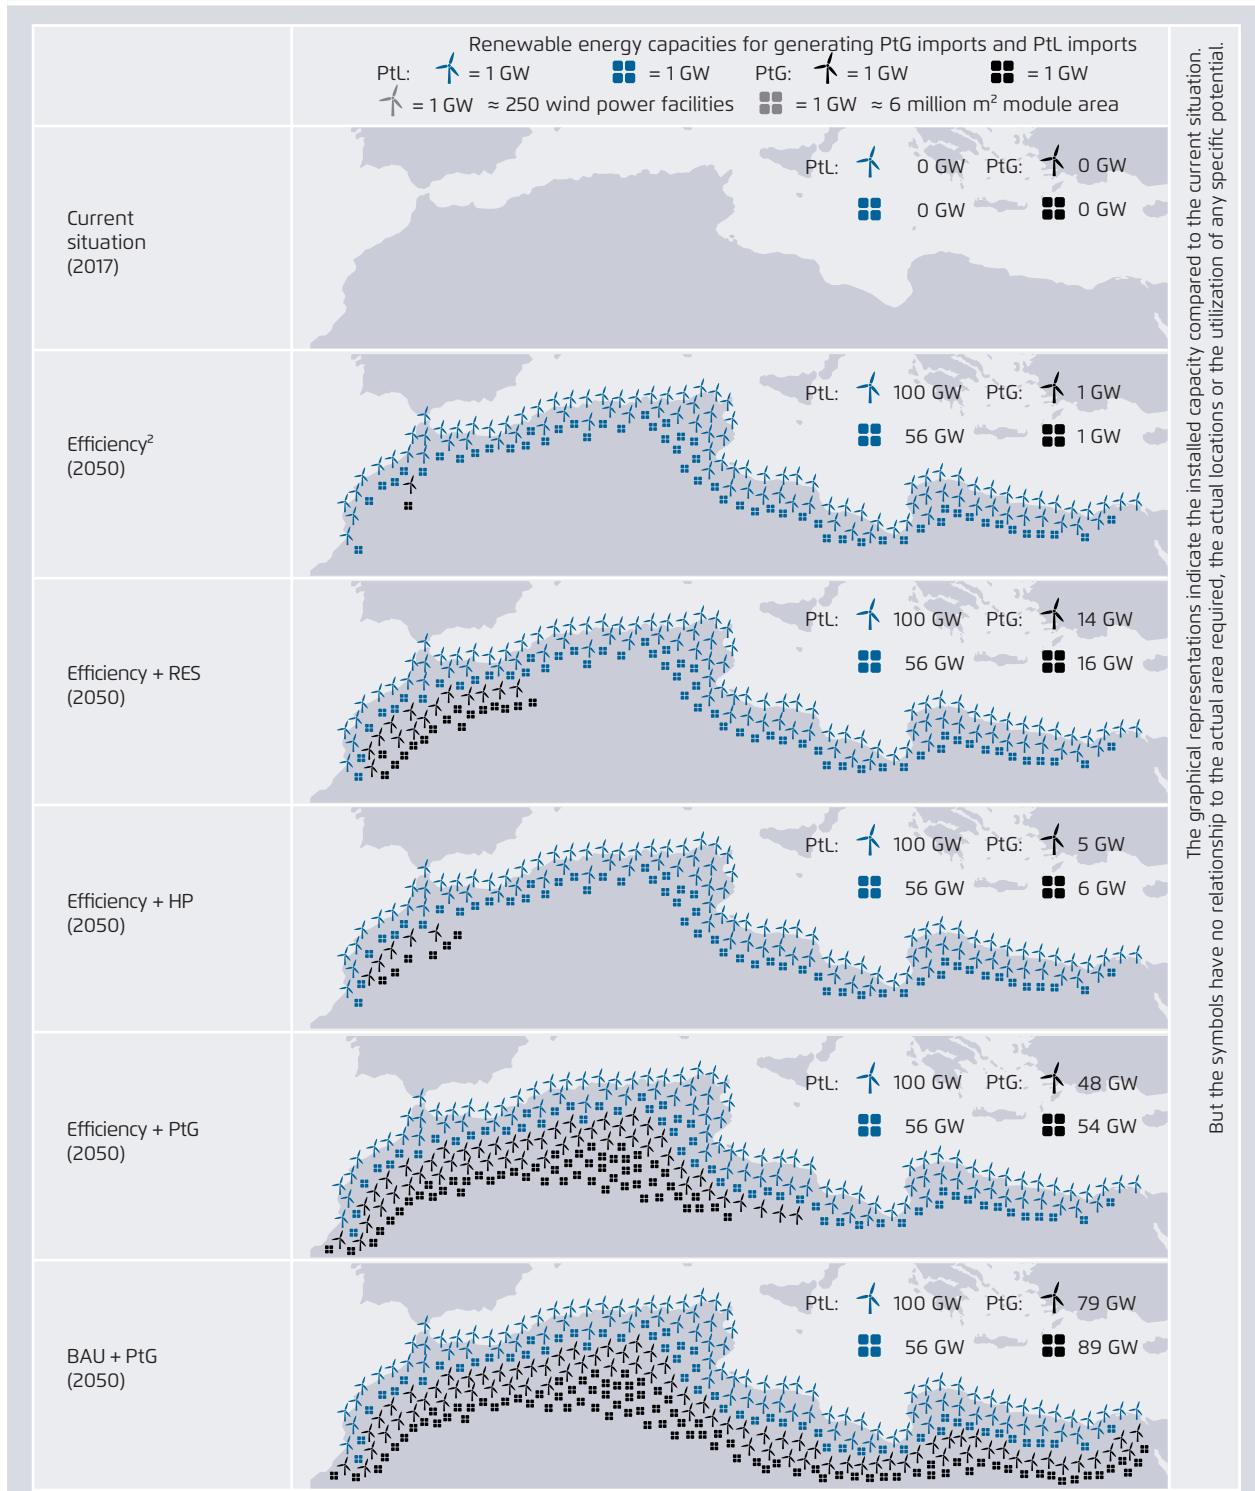 Renewable energy capacities for generating PtG imports and PtL imports
PtL: = 1 GW = 1 GW PtG: = 1 GW = 1 GW
= 1 GW ≈ 250 wind power facilities = 1 GW ≈ 6 million m² module area
Current
situation
(2017)
PtL: 0 GW PtG: 0 GW
0 GW 0 GW
Efficiency²
(2050)
PtL: 100 GW PtG: 1 GW
56 GW 1 GW
Efficiency + RES
(2050)
PtL: 100 GW PtG: 14 GW
56 GW 16 GW
Efficiency + HP
(2050)
PtL: 100 GW PtG: 5 GW
56 GW 6 GW
Efficiency + PtG
(2050)
PtL: 100 GW PtG: 48 GW
56 GW 54 GW
BAU + PtG
(2050)
PtL: 100 GW PtG: 79 GW
56 GW 89 GW
The graphical representations indicate the installed capacity compared to the current situation.
But the symbols have no relationship to the actual area required, the actual locations or the utilization of any specific potential.